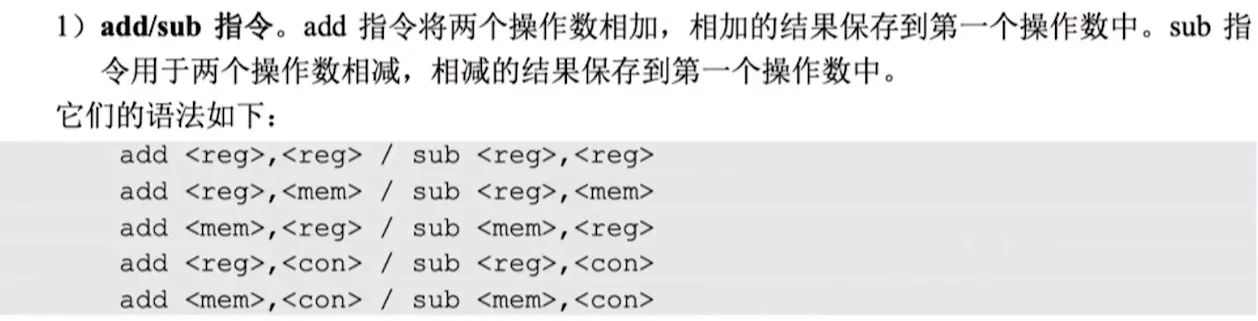 1）add/sub 指令。add 指令将两个操作数相加，相加的结果保存到第一个操作数中。sub 指
令用于两个操作数相减，相减的结果保存到第一个操作数中。
它们的语法如下：
add <reg>,<reg> / sub <reg>,<reg>
add <reg>,<mem> / sub <reg>,<mem>
add <mem>,<reg> / sub <mem>,<reg>
add <reg>,<con> / sub <reg>,<con>
add <mem>,<con> / sub <mem>,<con>